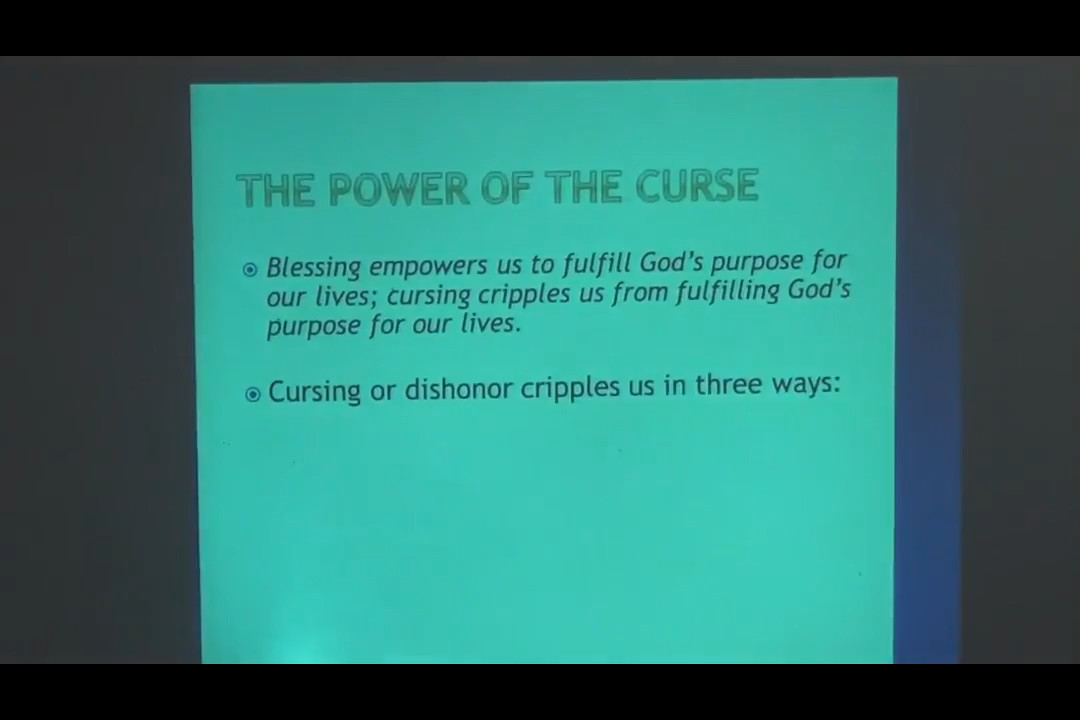 THE POWER OF THE CURSE
Blessing empowers us to fulfill God's purpose for
our lives; cursing cripples us from fulfilling God's
purpose for our lives.
Cursing or dishonor cripples us in three ways: